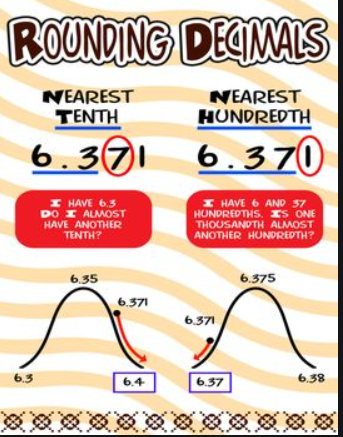 ROUNDING DECIMALS
NEAREST
TENTH
NEAREST
HUNDREDTH
6.371
6.371
I HAVE 6.3
DO I ALMOST
HAVE ANOTHER
TENTH?
I HAVE 6 AND 37
HUNDREDTHS. IS ONE
THOUSANDTH ALMOST
ANOTHER HUNDREDTH?
6.35
6.371
6.3
6.4
6.375
6.371
6.37
6.38